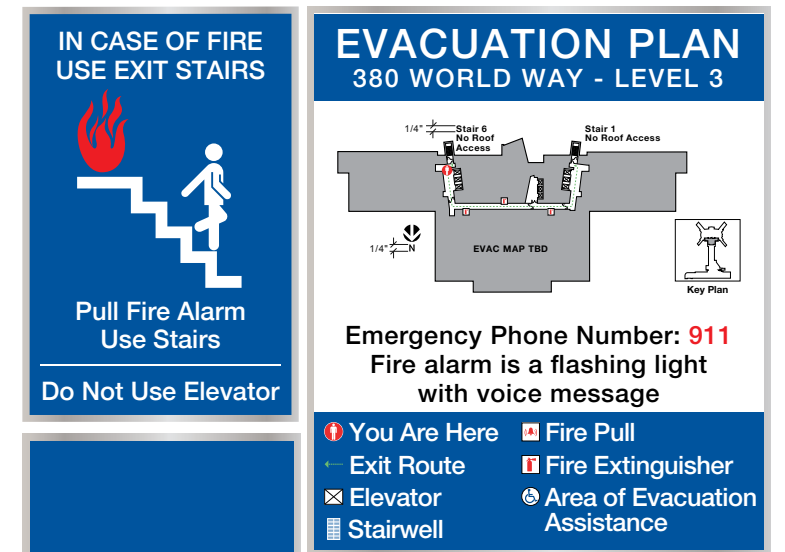 IN CASE OF FIRE
USE EXIT STAIRS
Pull Fire Alarm
Use Stairs
Do Not Use Elevator
EVACUATION PLAN
380 WORLD WAY - LEVEL 3
1/4"
Stair 6
No Roof
Access
Stair 1
No Roof Access
1/4"
N
EVAC MAP TBD
Key Plan
Emergency Phone Number: 911
Fire alarm is a flashing light
with voice message
You Are Here
Exit Route
Elevator
Stairwell
Fire Pull
Fire Extinguisher
Area of Evacuation
Assistance